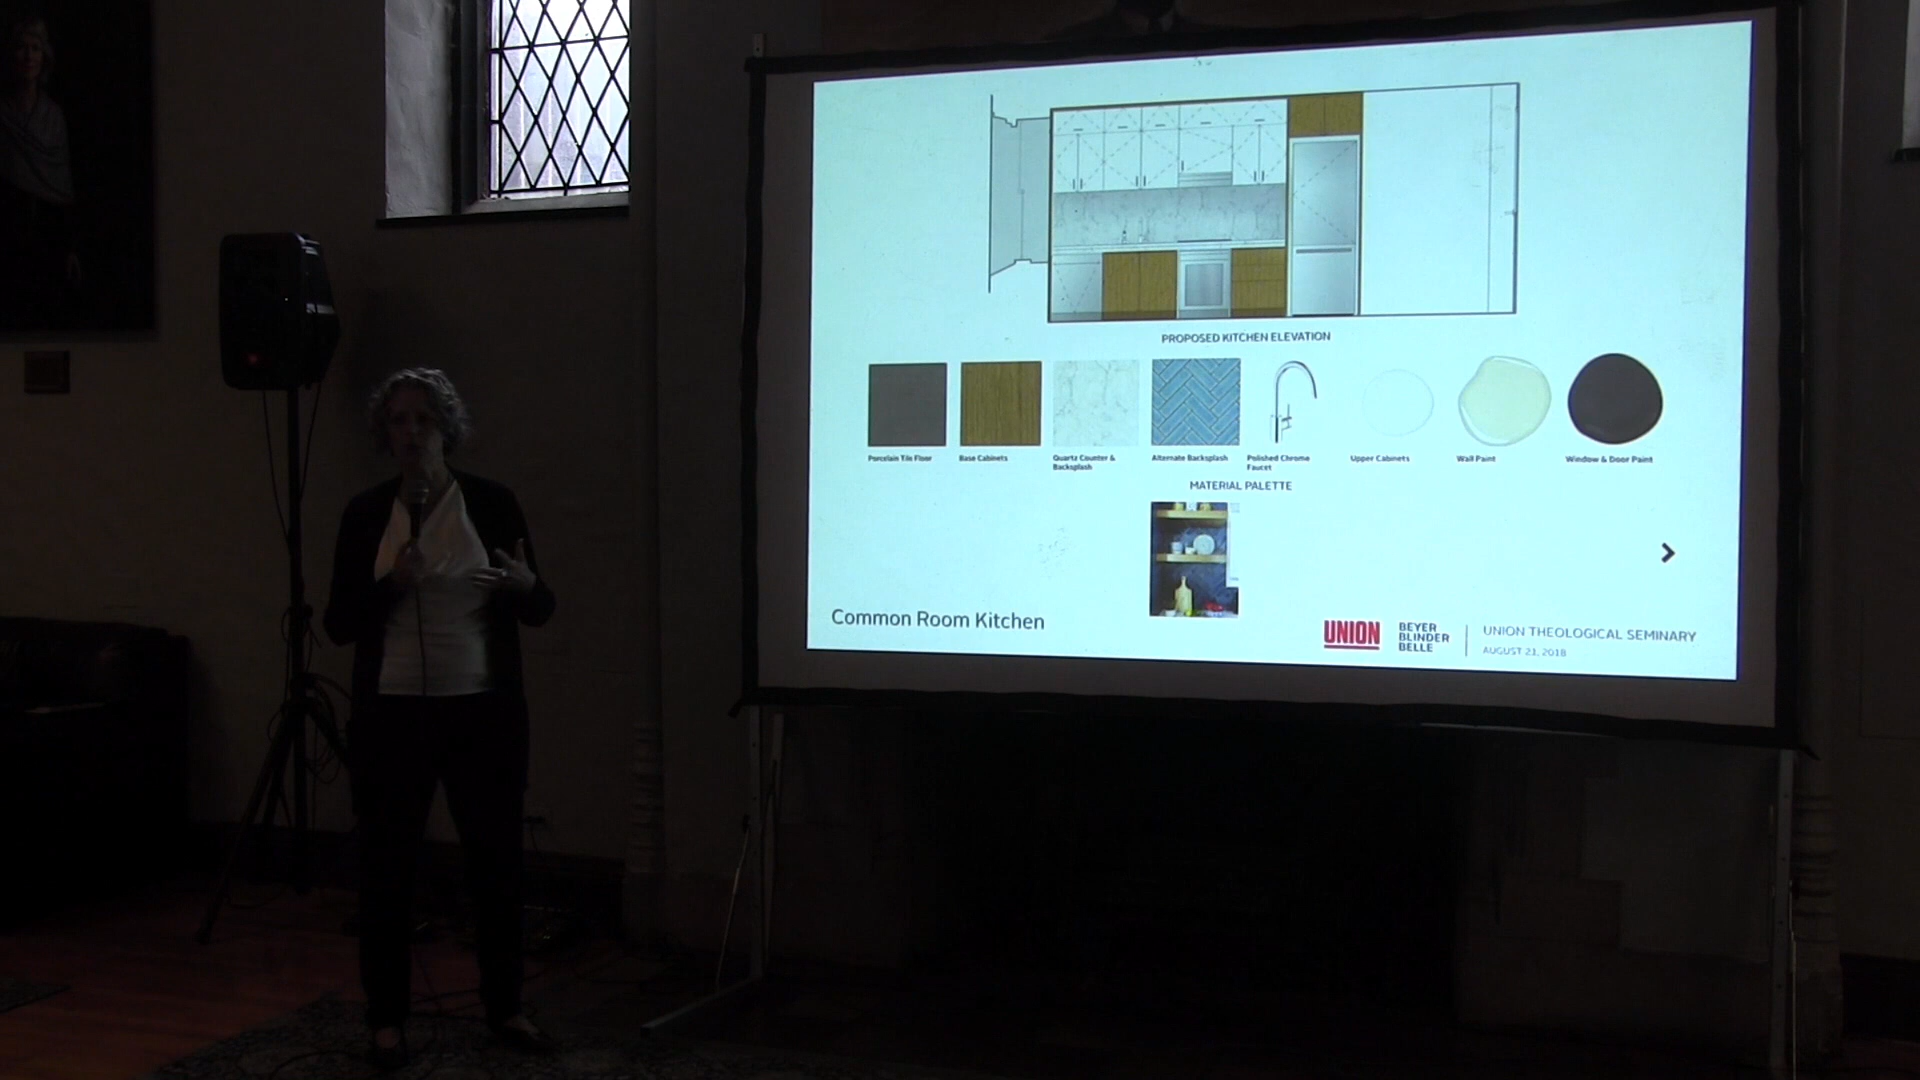 PROPOSED KITCHEN ELEVATION
Porcelain Tile Floor
Base Cabinets
Quartz Counter &
Backsplash
Alternate Backsplash
Polished Chrome
Faucet
Upper Cabinets
Wall Paint
Window & Door Paint
MATERIAL PALETTE
Common Room Kitchen
UNION
BEYER
BLINDER
BELLE
UNION THEOLOGICAL SEMINARY
AUGUST 21, 2018